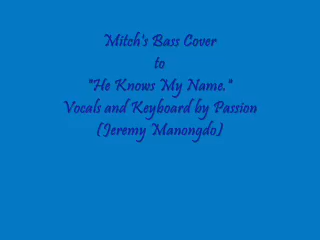 Mitch's Bass Cover
to
"He Knows My Name."
Vocals and Keyboard by Passion
(Jeremy Manongdo)